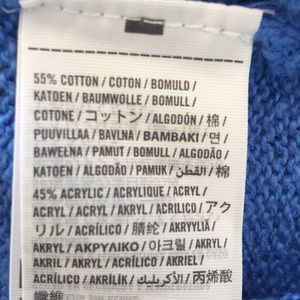 55% COTTON / COTON / BOMULD /
KATOEN / BAUMWOLLE / BOMULL /
COTONE / コットン / ALGODÓN / 棉 /
PUUVILLAA / BAVLNA / BAMBAKI / 면 /
BAWEŁNA / PAMUT / BOMULL / ALGODÃO /
KATOEN / ALGODÃO / PAMUK / القطن / 棉
45% ACRYLIC / ACRYLIQUE / ACRYL /
ACRYL / ACRYL / AKRYL / ACRILICO / アク
リル / ACRÍLICO / 腈纶 / AKRYYLIÄ /
AKRYL / ΑΚΡΥΛΙΚΟ / 아크릴 / AKRYL /
AKRIL / AKRYL / ACRÍLICO / AKRIEL /
ACRÍLICO / AKRİLİK / الأكريليك / 丙烯酸
纖維